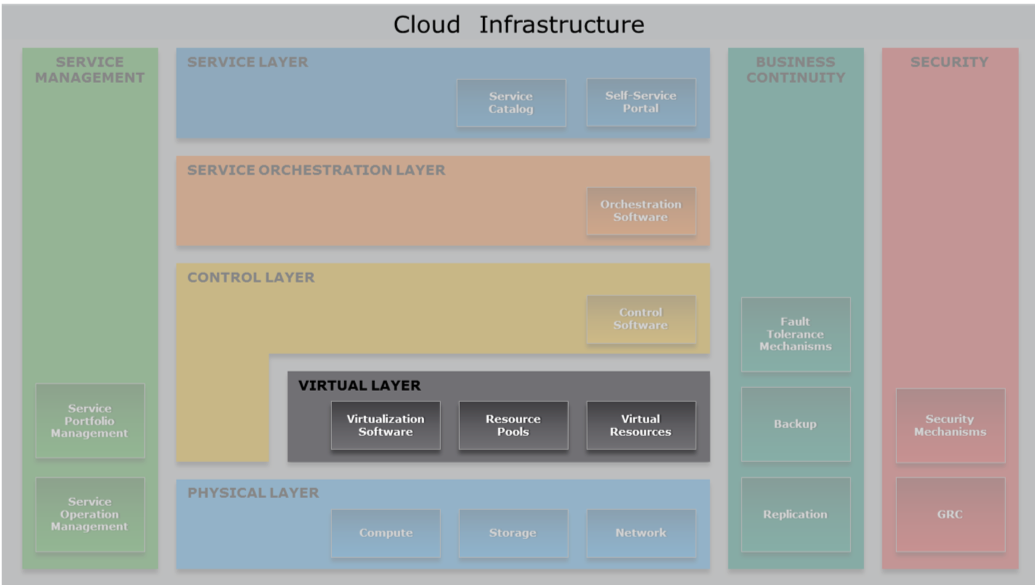 Cloud Infrastructure
SERVICE
MANAGEMENT
Service
Portfolio
Management
Service
Operation
Management
SERVICE LAYER
Service
Catalog
Self-Service
Portal
SERVICE ORCHESTRATION LAYER
Orchestration
Software
CONTROL LAYER
Control
Software
VIRTUAL LAYER
Virtualization
Software
Resource
Pools
Virtual
Resources
PHYSICAL LAYER
Compute
Storage
Network
BUSINESS
CONTINUITY
Fault
Tolerance
Mechanisms
Backup
Replication
SECURITY
Security
Mechanisms
GRC